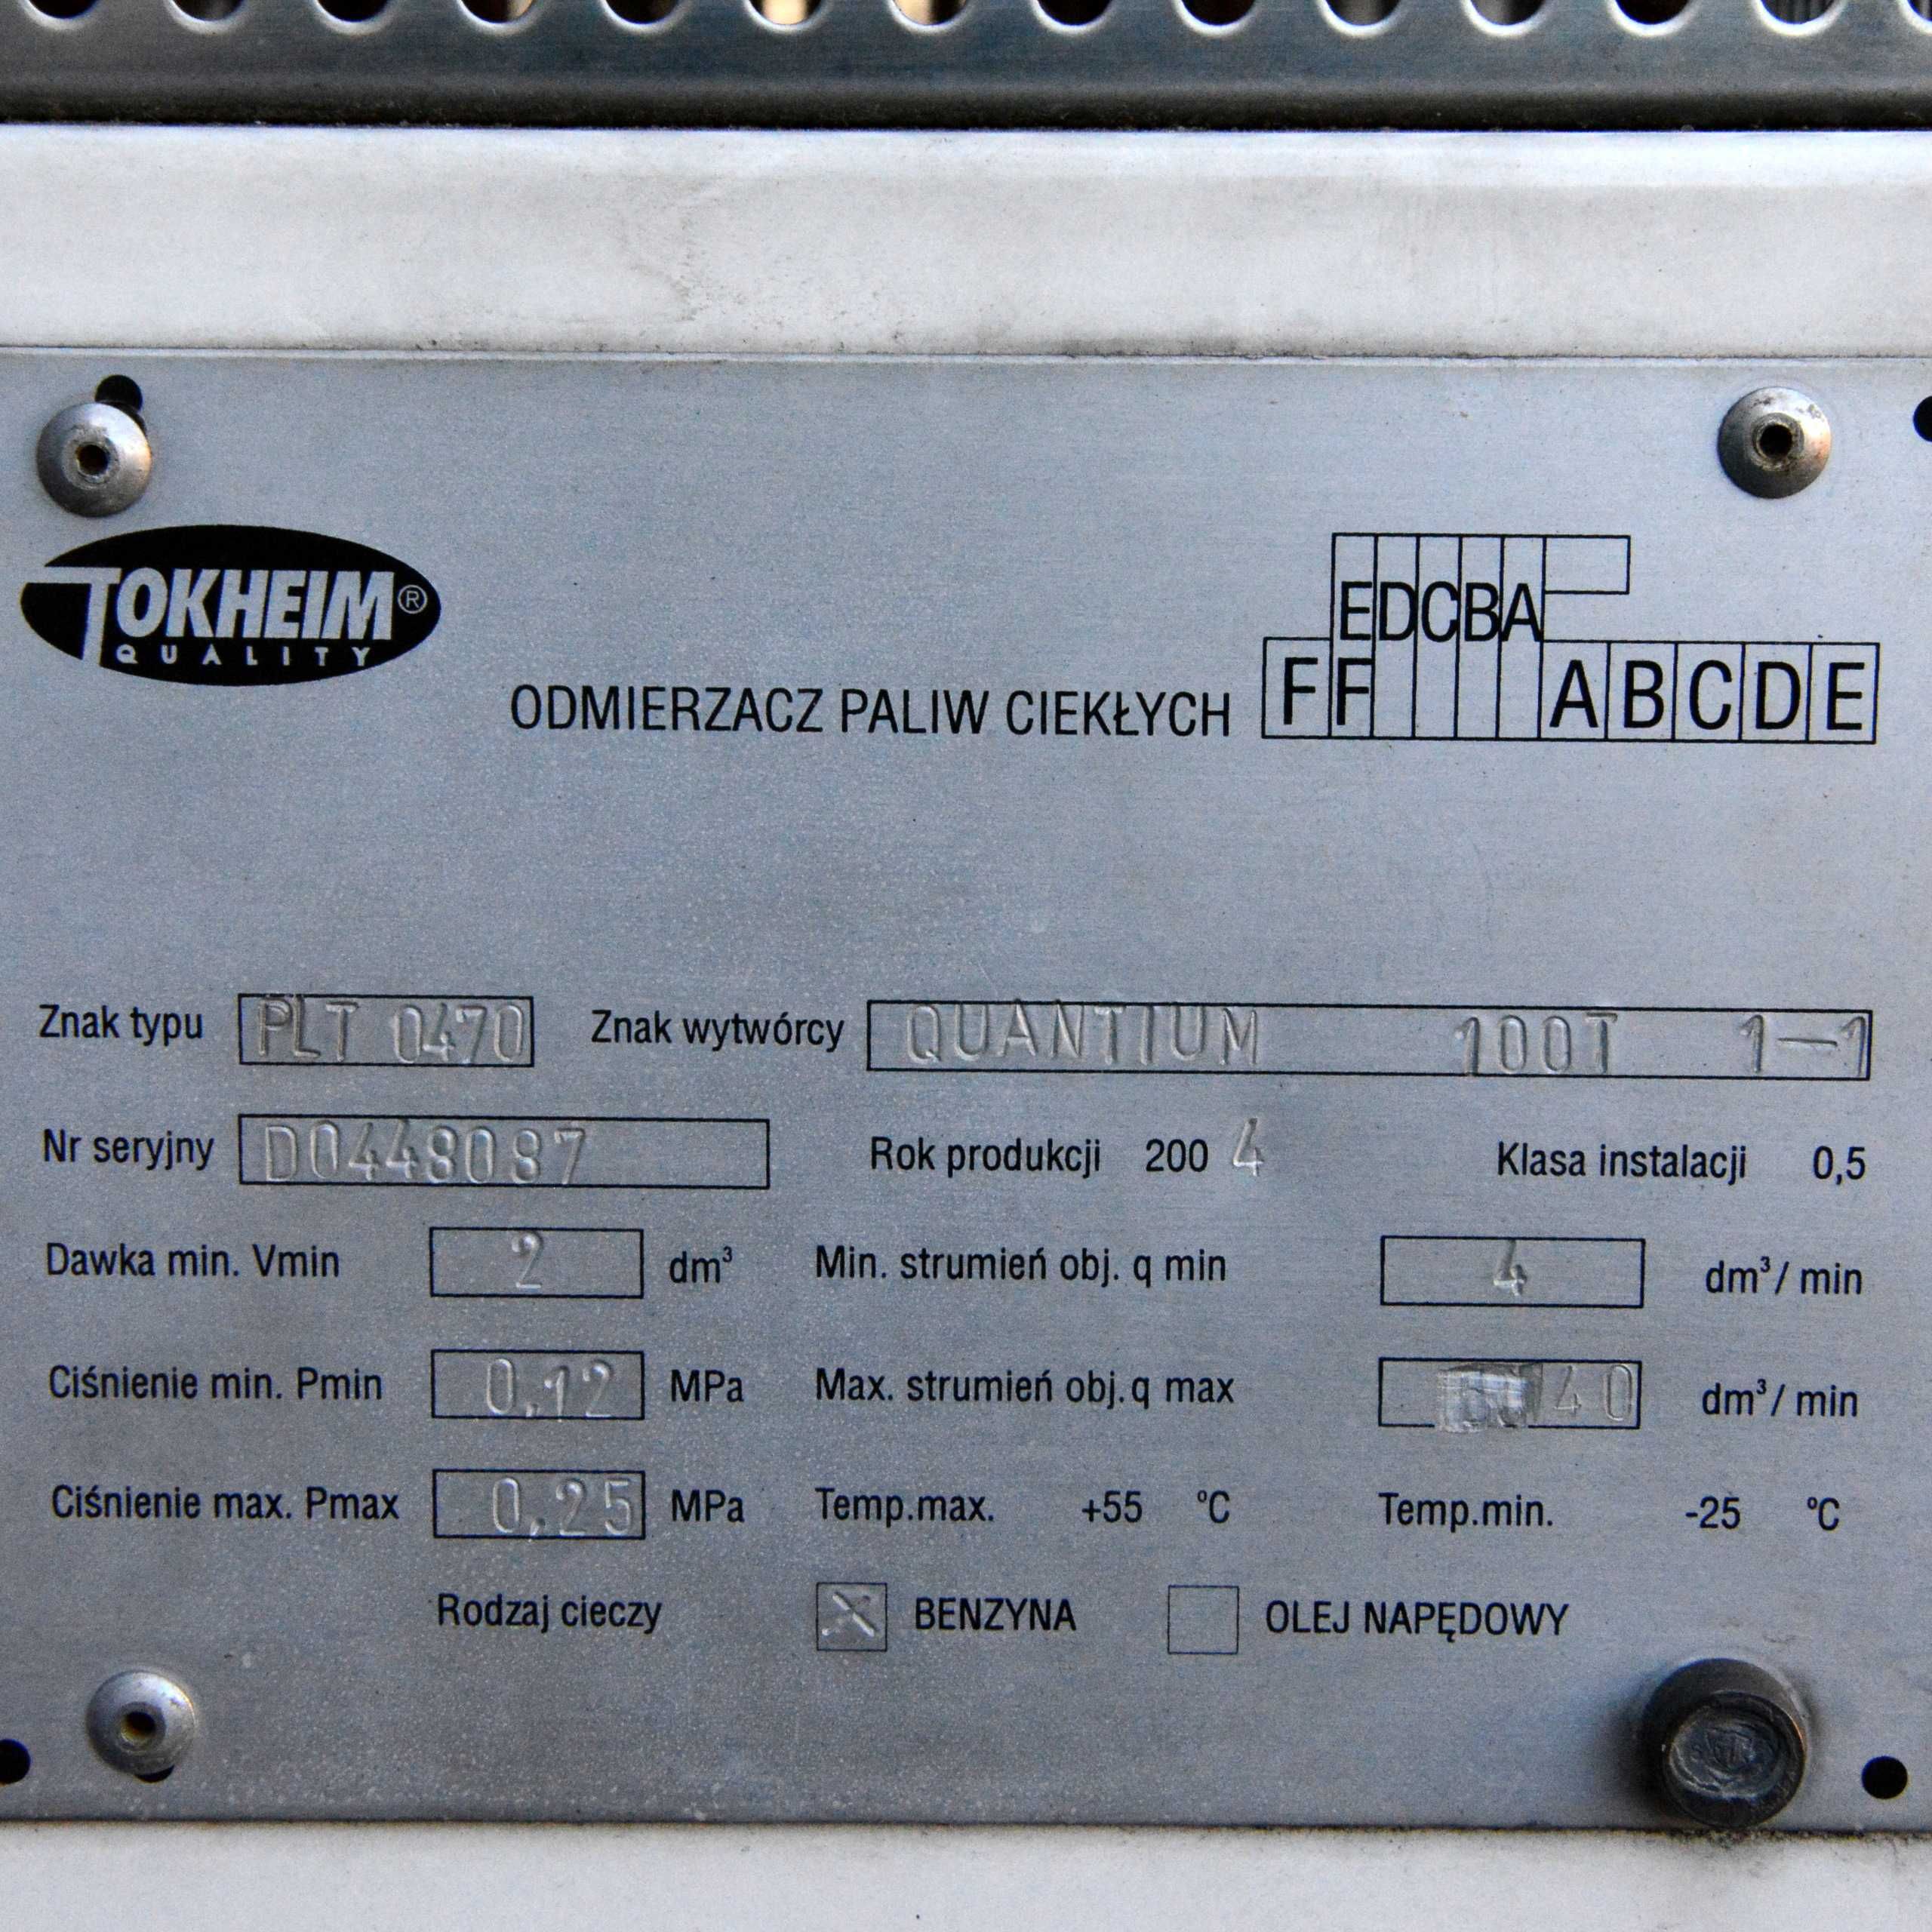 TOKHEIM®
QUALITY
EDCBA
ODMIERZACZ PALIW CIEKŁYCH FF ABCDE
Znak typu PLT 0470 Znak wytwórcy QUANTIUM 100T 1-1
Nr seryjny D0448087 Rok produkcji 2004 Klasa instalacji 0,5
Dawka min. Vmin 2 dm³ Min. strumień obj. q min 4 dm³/ min
Ciśnienie min. Pmin 0,12 MPa Max. strumień obj.q max 40 dm³/ min
Ciśnienie max. Pmax 0,25 MPa Temp.max. +55 °C Temp.min. -25 °C
Rodzaj cieczy X BENZYNA OLEJ NAPĘDOWY